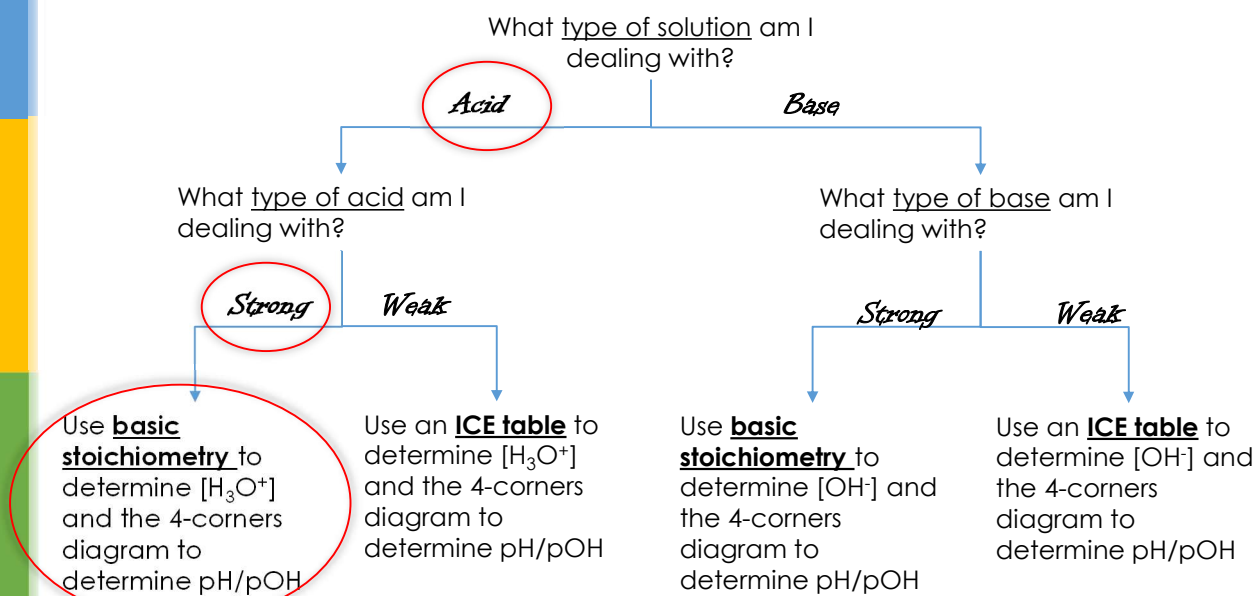 What type of solution am I
dealing with?
Acid
Base
What type of acid am I
dealing with?
What type of base am I
dealing with?
Strong
Weak
Strong
Weak
Use basic
stoichiometry to
determine [H₃O⁺]
and the 4-corners
diagram to
determine pH/pOH
Use an ICE table to
determine [H₃O⁺]
and the 4-corners
diagram to
determine pH/pOH
Use basic
stoichiometry to
determine [OH⁻] and
the 4-corners
diagram to
determine pH/pOH
Use an ICE table to
determine [OH⁻] and
the 4-corners
diagram to
determine pH/pOH